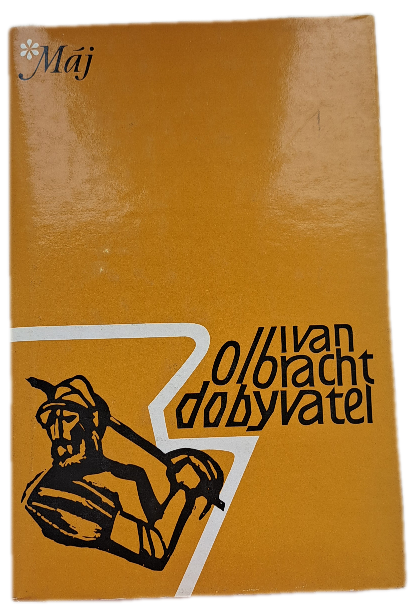 *Máj
ivan
olbracht
dobyvatel